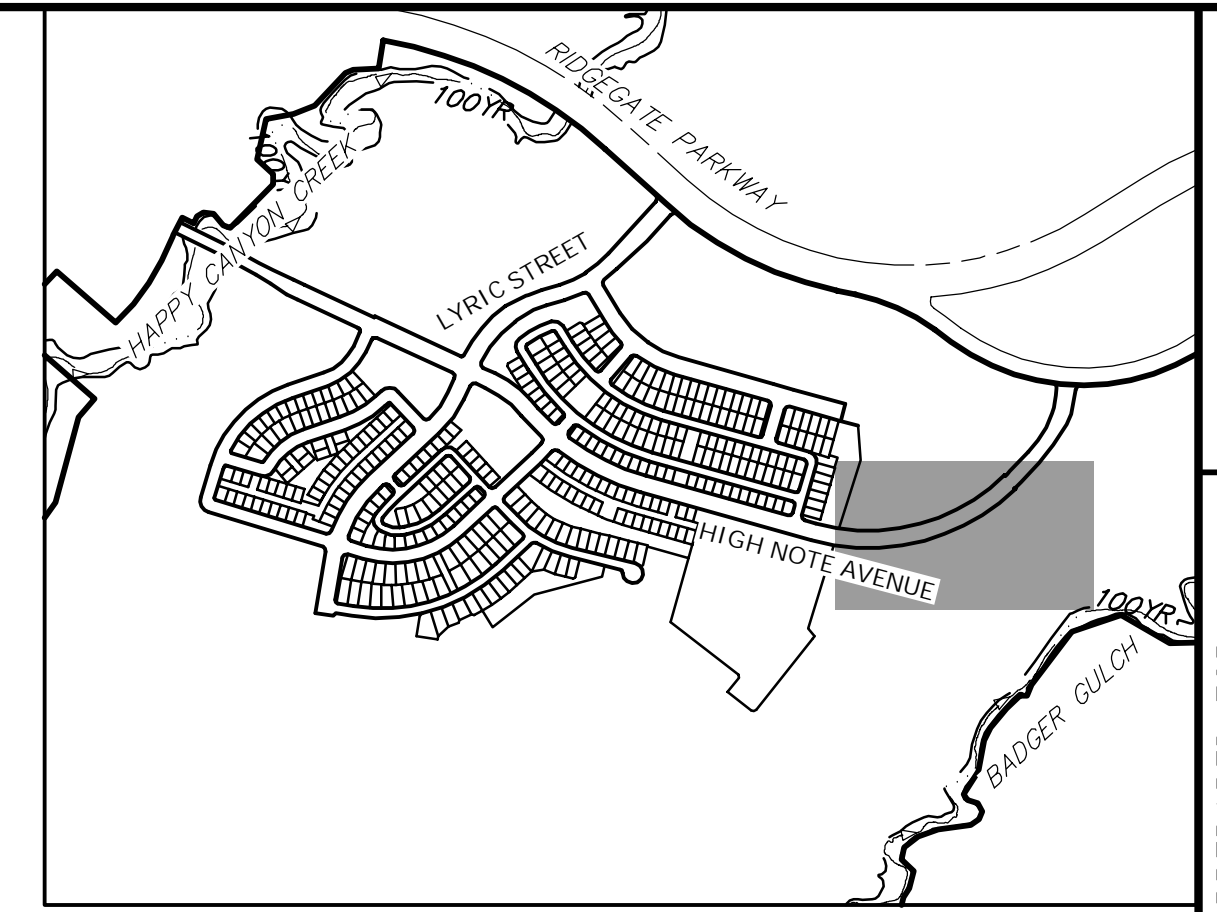 RIDGEGATE PARKWAY
100YR
HAPPY CANYON CREEK
LYRIC STREET
HIGH NOTE AVENUE
100YR
BADGER GULCH